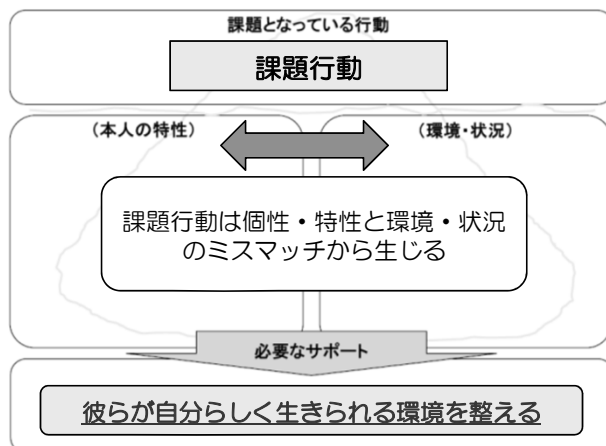 課題となっている行動
課題行動
(本人の特性)
(環境・状況)
課題行動は個性・特性と環境・状況
のミスマッチから生じる
必要なサポート
彼らが自分らしく生きられる環境を整える